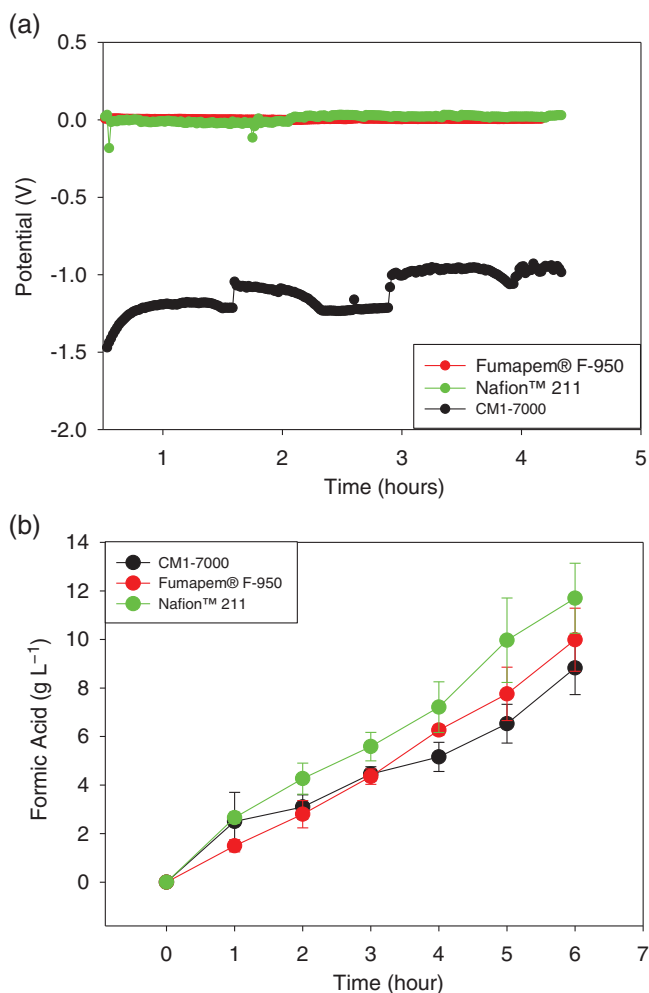 (a)
0.5
0.0
-0.5
-1.0
-1.5
-2.0
Potential (V)
Fumapem® F-950
Nafion™ 211
CM1-7000
1 2 3 4 5
Time (hours)
(b)
14
12
10
8
6
4
2
0
Formic Acid (g L⁻¹)
CM1-7000
Fumapem® F-950
Nafion™ 211
0 1 2 3 4 5 6 7
Time (hour)